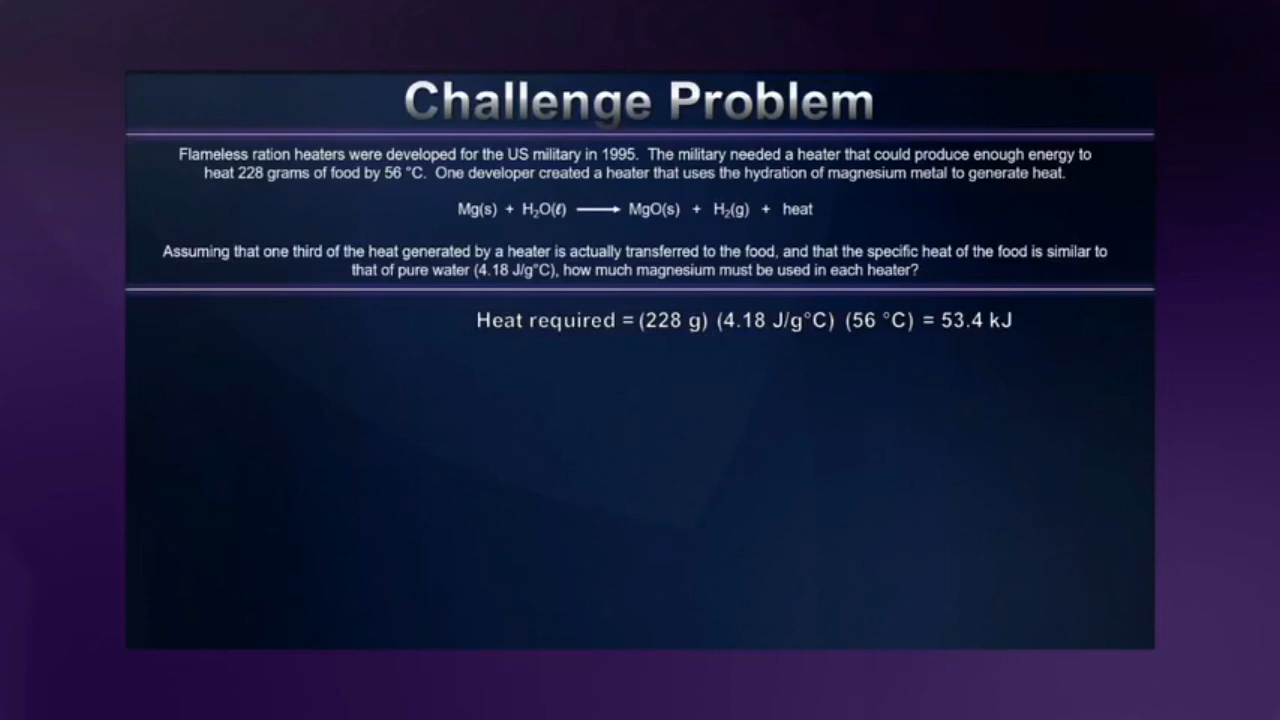 Challenge Problem
Flameless ration heaters were developed for the US military in 1995. The military needed a heater that could produce enough energy to
heat 228 grams of food by 56 °C. One developer created a heater that uses the hydration of magnesium metal to generate heat.
Mg(s) + H₂O(ℓ) ⟶ MgO(s) + H₂(g) + heat
Assuming that one third of the heat generated by a heater is actually transferred to the food, and that the specific heat of the food is similar to
that of pure water (4.18 J/g°C), how much magnesium must be used in each heater?
Heat required = (228 g) (4.18 J/g°C) (56 °C) = 53.4 kJ